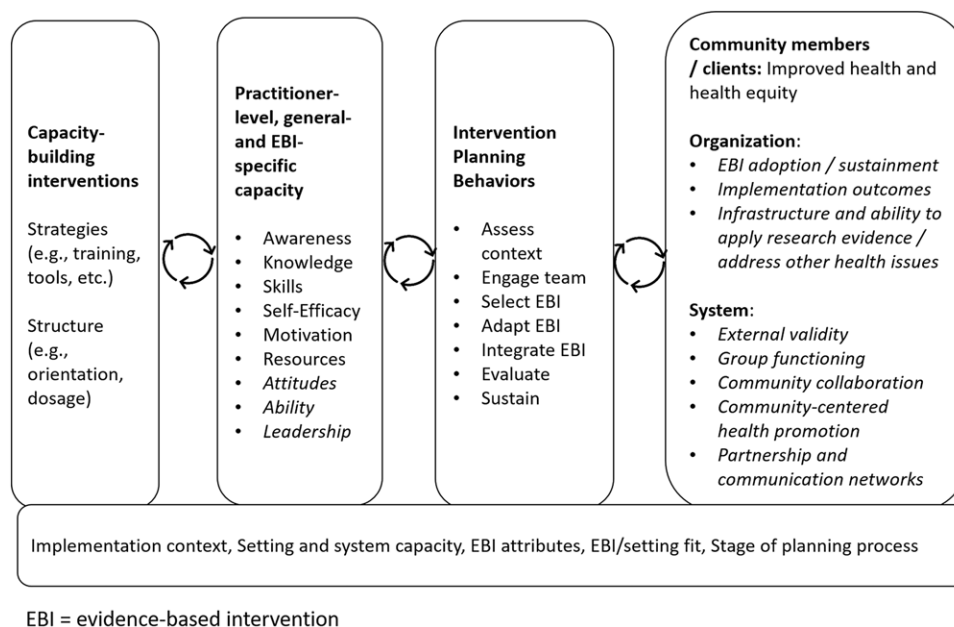 Capacity-
building
interventions
Strategies
(e.g., training,
tools, etc.)
Structure
(e.g.,
orientation,
dosage)
Practitioner-
level, general-
and EBI-
specific
capacity
• Awareness
• Knowledge
• Skills
• Self-Efficacy
• Motivation
• Resources
• Attitudes
• Ability
• Leadership
Intervention
Planning
Behaviors
• Assess
context
• Engage team
• Select EBI
• Adapt EBI
• Integrate EBI
• Evaluate
• Sustain
Community members
/ clients: Improved health and
health equity
Organization:
• EBI adoption / sustainment
• Implementation outcomes
• Infrastructure and ability to
apply research evidence /
address other health issues
System:
• External validity
• Group functioning
• Community collaboration
• Community-centered
health promotion
• Partnership and
communication networks
Implementation context, Setting and system capacity, EBI attributes, EBI/setting fit, Stage of planning process
EBI = evidence-based intervention